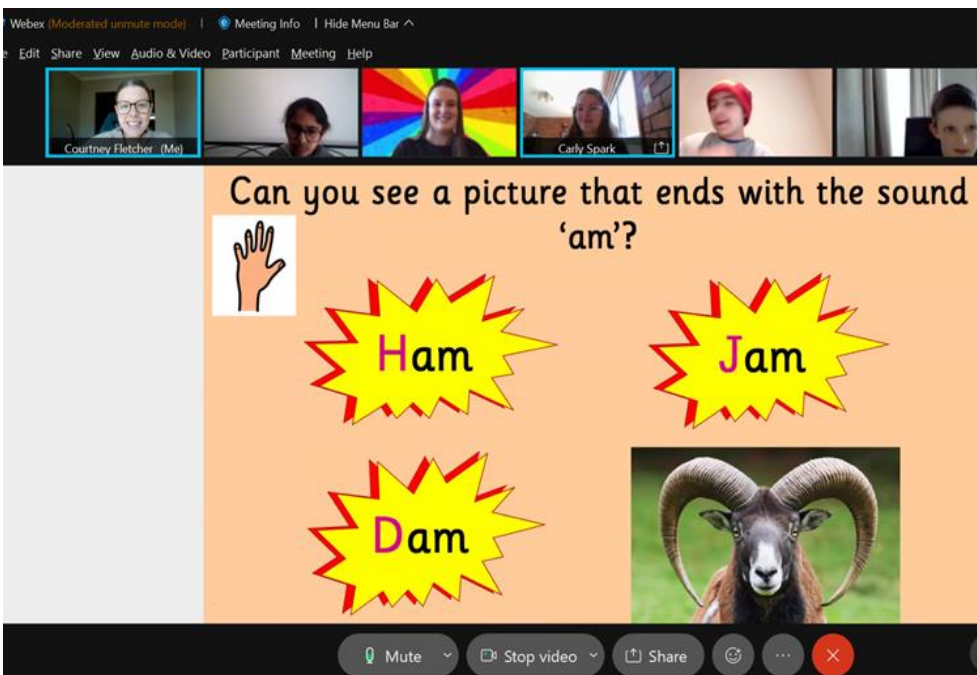 Webex (Moderated unmute mode) | Meeting Info | Hide Menu Bar
Edit Share View Audio & Video Participant Meeting Help
Courtney Fletcher (Me) Carly Spark
Can you see a picture that ends with the sound
‘am’?
Ham Jam
Dam
Mute Stop video Share